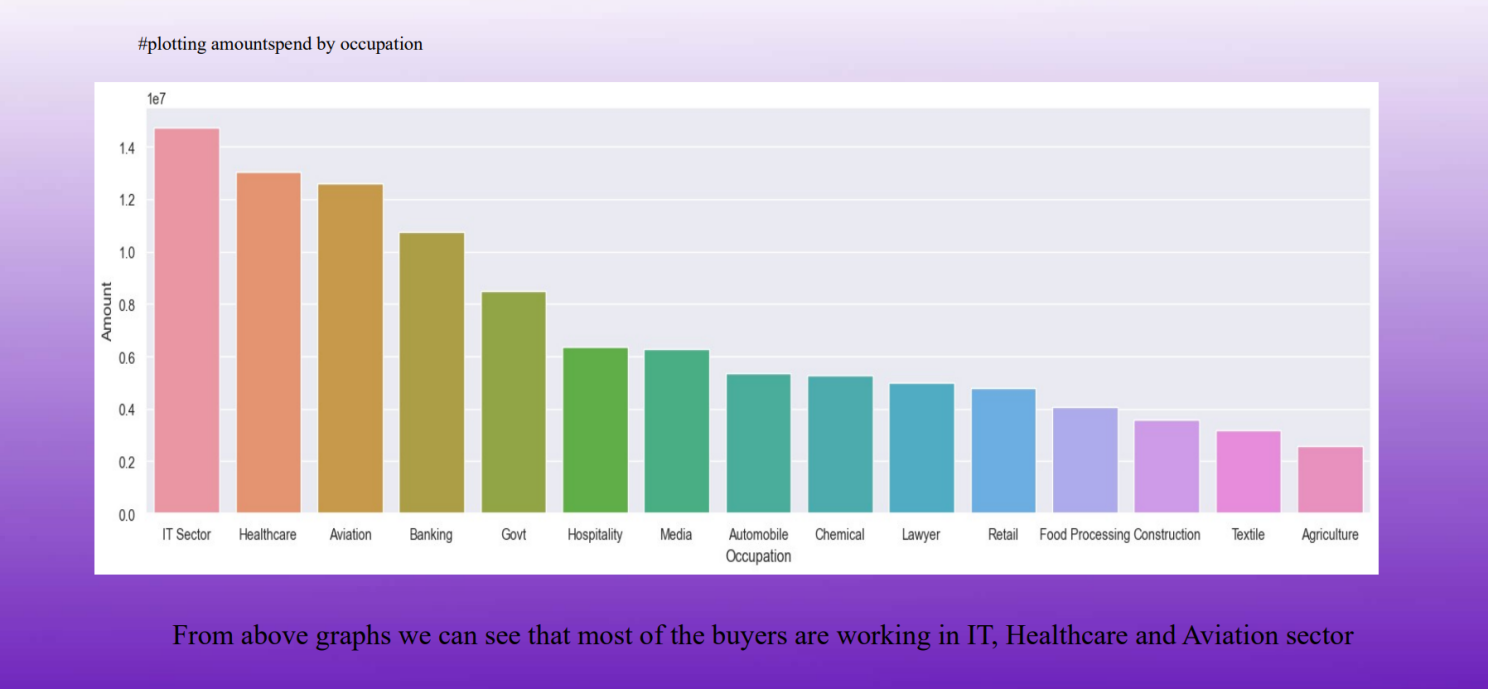 #plotting amountspend by occupation
1e7
1.4
1.2
1.0
0.8
0.6
0.4
0.2
0.0
Amount
IT Sector Healthcare Aviation Banking Govt Hospitality Media Automobile Chemical Lawyer Retail Food Processing Construction Textile Agriculture
Occupation
From above graphs we can see that most of the buyers are working in IT, Healthcare and Aviation sector